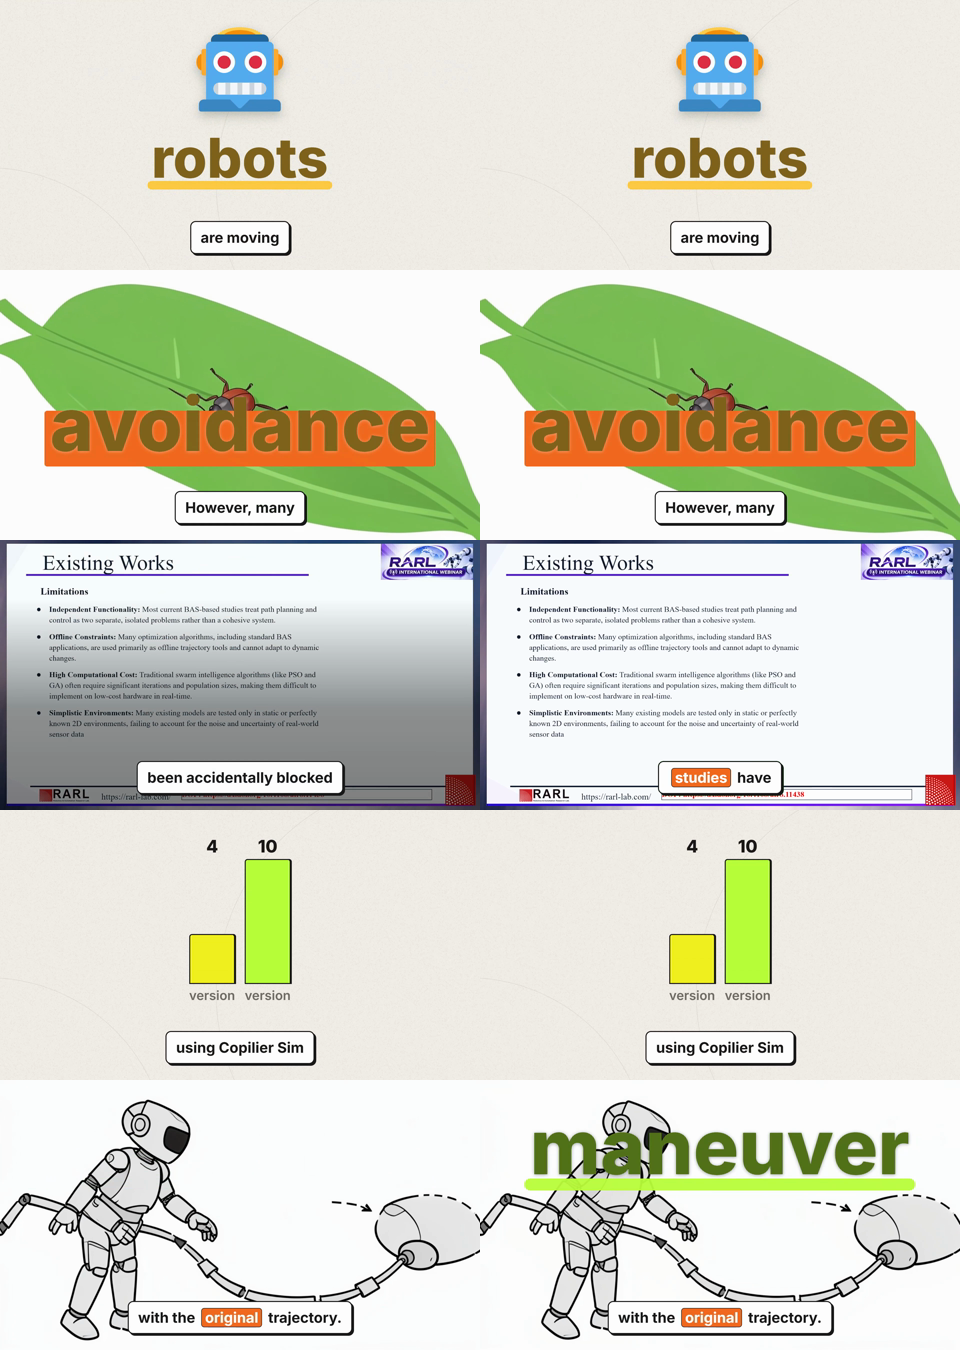 robots
are moving
robots
are moving
avoidance
However, many
avoidance
However, many
Existing Works
RARL
INTERNATIONAL WEBINAR
Limitations
Independent Functionality: Most current BAS-based studies treat path planning and
control as two separate, isolated problems rather than a cohesive system.
Offline Constraints: Many optimization algorithms, including standard BAS
applications, are used primarily as offline trajectory tools and cannot adapt to dynamic
changes.
High Computational Cost: Traditional swarm intelligence algorithms (like PSO and
GA) often require significant iterations and population sizes, making them difficult to
implement on low-cost hardware in real-time.
Simplistic Environments: Many existing models are tested only in static or perfectly
known 2D environments, failing to account for the noise and uncertainty of real-world
sensor data
been accidentally blocked
RARL
https://rarl-lab.com/
Existing Works
RARL
INTERNATIONAL WEBINAR
Limitations
Independent Functionality: Most current BAS-based studies treat path planning and
control as two separate, isolated problems rather than a cohesive system.
Offline Constraints: Many optimization algorithms, including standard BAS
applications, are used primarily as offline trajectory tools and cannot adapt to dynamic
changes.
High Computational Cost: Traditional swarm intelligence algorithms (like PSO and
GA) often require significant iterations and population sizes, making them difficult to
implement on low-cost hardware in real-time.
Simplistic Environments: Many existing models are tested only in static or perfectly
known 2D environments, failing to account for the noise and uncertainty of real-world
sensor data
studies have
RARL
https://rarl-lab.com/
4 10
version version
using Copilier Sim
4 10
version version
using Copilier Sim
with the original trajectory.
maneuver
with the original trajectory.